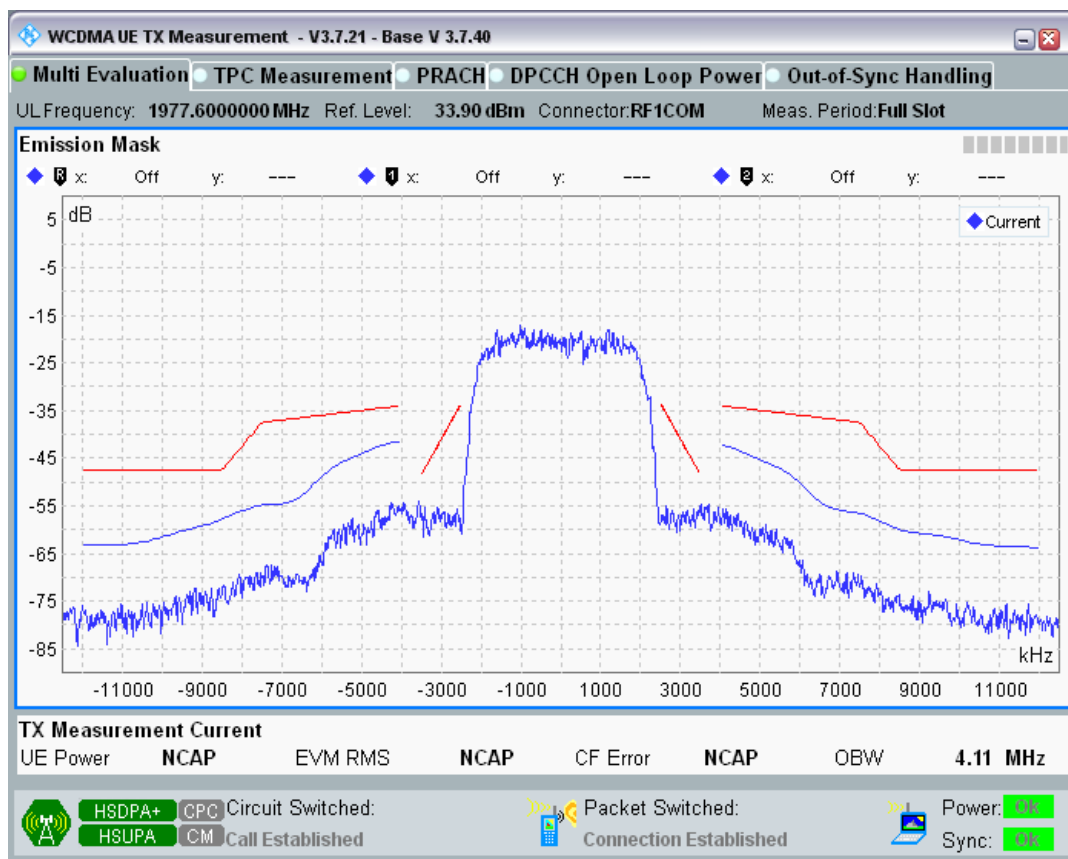 WCDMA UE TX Measurement - V3.7.21 - Base V 3.7.40
Multi Evaluation TPC Measurement PRACH DPCCH Open Loop Power Out-of-Sync Handling
UL Frequency: 1977.6000000 MHz Ref. Level: 33.90 dBm Connector: RF1COM Meas. Period: Full Slot
Emission Mask
R x: Off y: --- 1 x: Off y: --- 2 x: Off y: ---
dB
Current
5
-5
-15
-25
-35
-45
-55
-65
-75
-85
kHz
-11000 -9000 -7000 -5000 -3000 -1000 1000 3000 5000 7000 9000 11000
TX Measurement Current
UE Power NCAP EVM RMS NCAP CF Error NCAP OBW 4.11 MHz
HSDPA+ CPC Circuit Switched: Packet Switched: Power: Ok
HSUPA CM Call Established Connection Established Sync: Ok